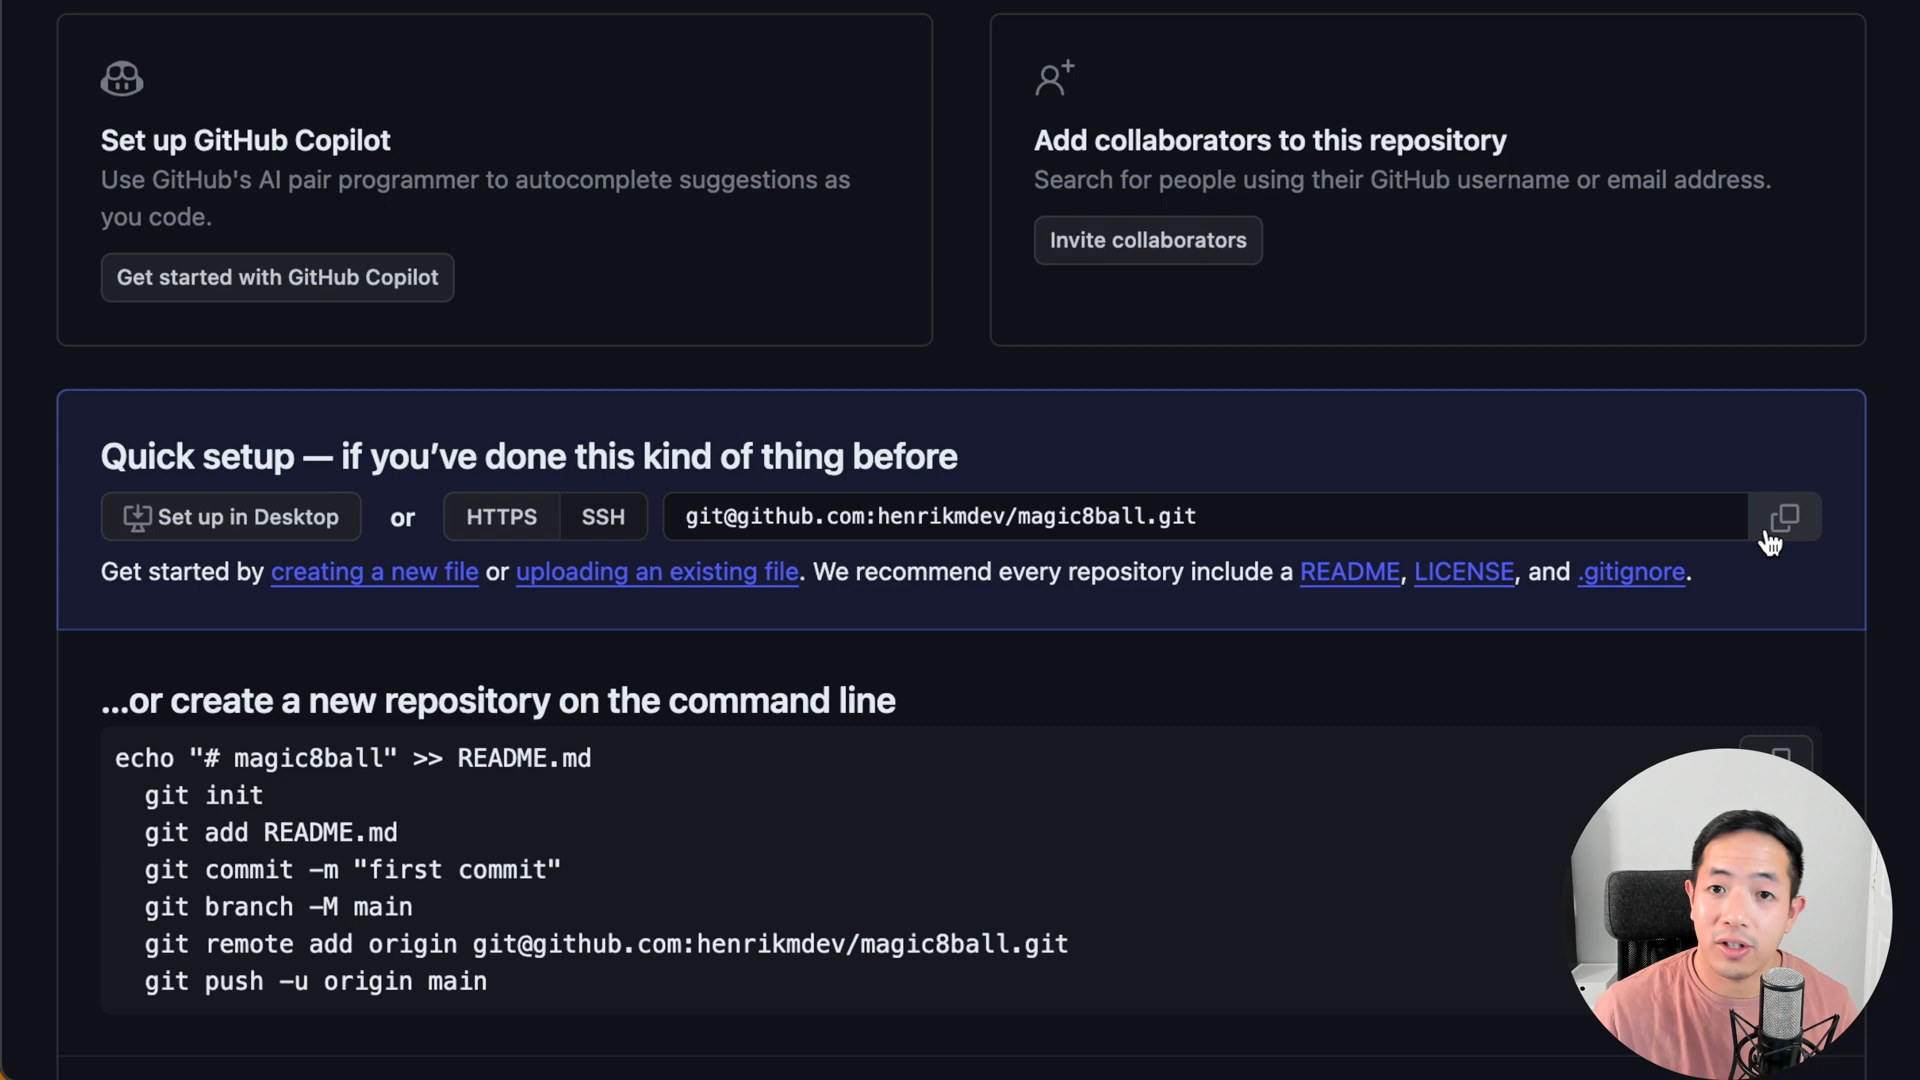 Set up GitHub Copilot
Use GitHub's AI pair programmer to autocomplete suggestions as
you code.
Get started with GitHub Copilot
Add collaborators to this repository
Search for people using their GitHub username or email address.
Invite collaborators
Quick setup — if you’ve done this kind of thing before
Set up in Desktop or HTTPS SSH git@github.com:henrikmdev/magic8ball.git
Get started by creating a new file or uploading an existing file. We recommend every repository include a README, LICENSE, and .gitignore.
...or create a new repository on the command line
echo "# magic8ball" >> README.md
git init
git add README.md
git commit -m "first commit"
git branch -M main
git remote add origin git@github.com:henrikmdev/magic8ball.git
git push -u origin main